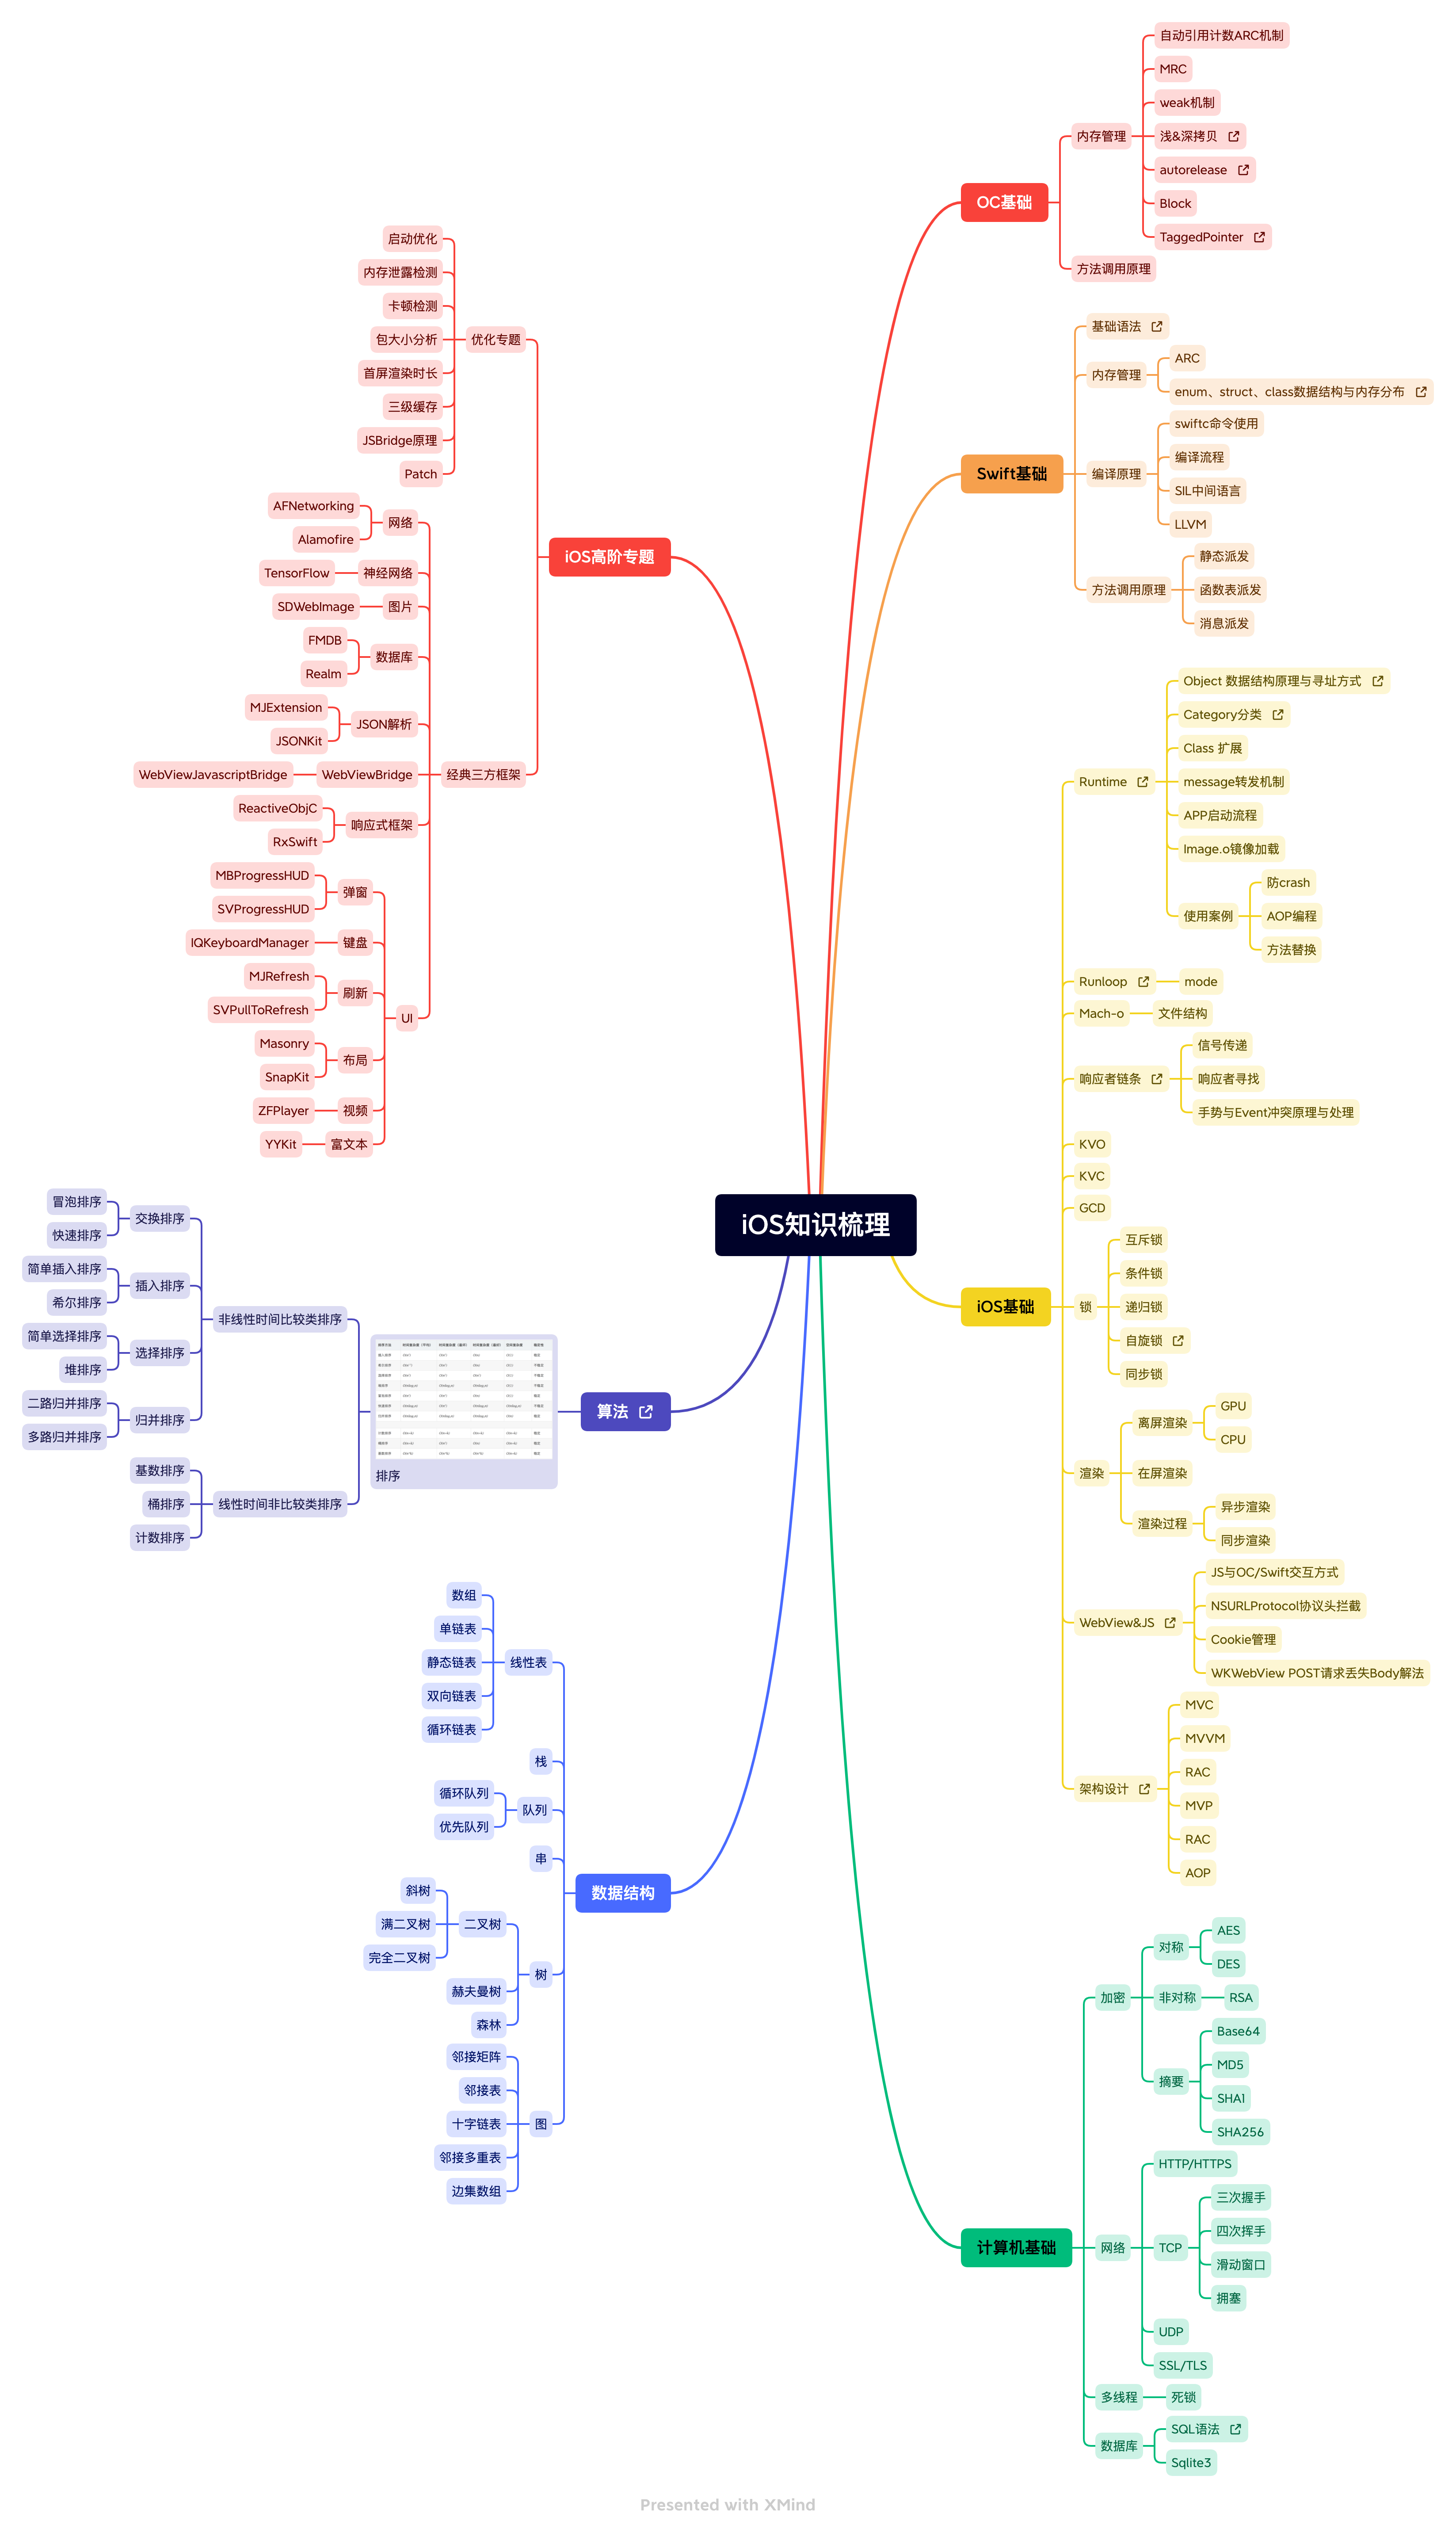 iOS知识梳理
OC基础
内存管理
自动引用计数ARC机制
MRC
weak机制
浅&深拷贝
autorelease
Block
TaggedPointer
方法调用原理
Swift基础
基础语法
内存管理
ARC
enum、struct、class数据结构与内存分布
编译原理
swiftc命令使用
编译流程
SIL中间语言
LLVM
方法调用原理
静态派发
函数表派发
消息派发
iOS基础
Runtime
Object 数据结构原理与寻址方式
Category分类
Class 扩展
message转发机制
APP启动流程
Image.o镜像加载
使用案例
防crash
AOP编程
方法替换
Runloop
mode
Mach-o
文件结构
响应者链条
信号传递
响应者寻找
手势与Event冲突原理与处理
KVO
KVC
GCD
锁
互斥锁
条件锁
递归锁
自旋锁
同步锁
渲染
离屏渲染
GPU
CPU
在屏渲染
渲染过程
异步渲染
同步渲染
WebView&JS
JS与OC/Swift交互方式
NSURLProtocol协议头拦截
Cookie管理
WKWebView POST请求丢失Body解法
架构设计
MVC
MVVM
RAC
MVP
RAC
AOP
计算机基础
加密
对称
AES
DES
非对称
RSA
摘要
Base64
MD5
SHA1
SHA256
网络
HTTP/HTTPS
TCP
三次握手
四次挥手
滑动窗口
拥塞
UDP
SSL/TLS
多线程
死锁
数据库
SQL语法
Sqlite3
iOS高阶专题
优化专题
启动优化
内存泄露检测
卡顿检测
包大小分析
首屏渲染时长
三级缓存
JSBridge原理
Patch
经典三方框架
网络
AFNetworking
Alamofire
神经网络
TensorFlow
图片
SDWebImage
数据库
FMDB
Realm
JSON解析
MJExtension
JSONKit
WebViewBridge
WebViewJavascriptBridge
响应式框架
ReactiveObjC
RxSwift
UI
弹窗
MBProgressHUD
SVProgressHUD
键盘
IQKeyboardManager
刷新
MJRefresh
SVPullToRefresh
布局
Masonry
SnapKit
视频
ZFPlayer
富文本
YYKit
算法
排序
非线性时间比较类排序
交换排序
冒泡排序
快速排序
插入排序
简单插入排序
希尔排序
选择排序
简单选择排序
堆排序
归并排序
二路归并排序
多路归并排序
线性时间非比较类排序
基数排序
桶排序
计数排序
数据结构
线性表
数组
单链表
静态链表
双向链表
循环链表
栈
队列
循环队列
优先队列
串
树
二叉树
斜树
满二叉树
完全二叉树
赫夫曼树
森林
图
邻接矩阵
邻接表
十字链表
邻接多重表
边集数组
Presented with XMind